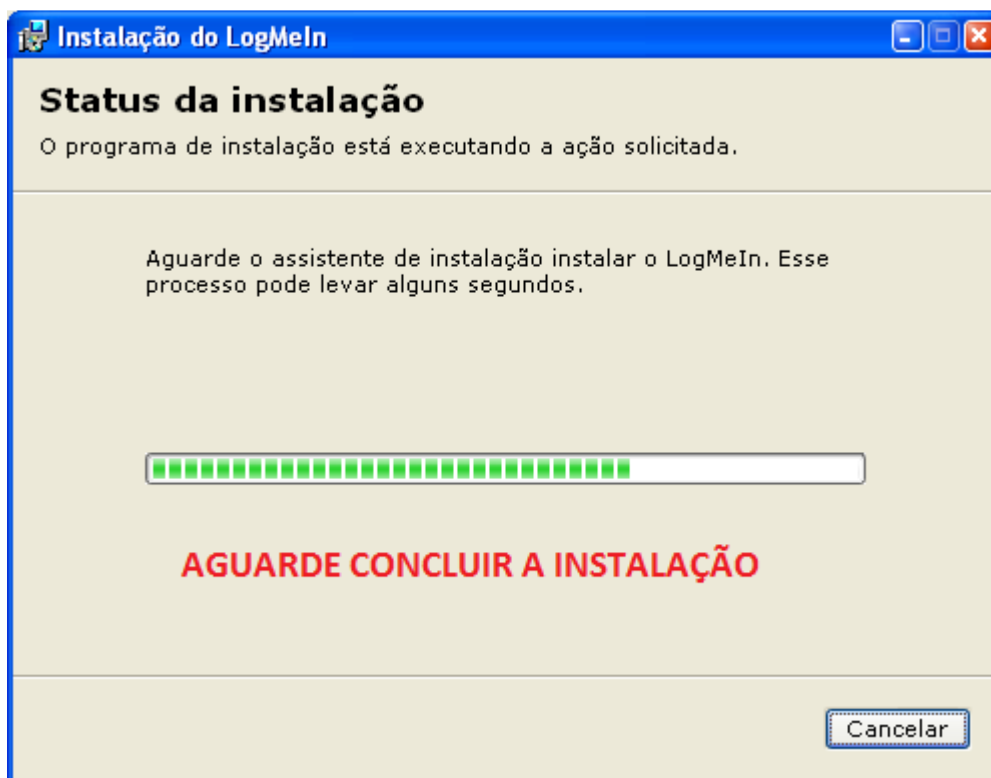 Instalação do LogMeIn
Status da instalação
O programa de instalação está executando a ação solicitada.
Aguarde o assistente de instalação instalar o LogMeIn. Esse
processo pode levar alguns segundos.
AGUARDE CONCLUIR A INSTALAÇÃO
Cancelar